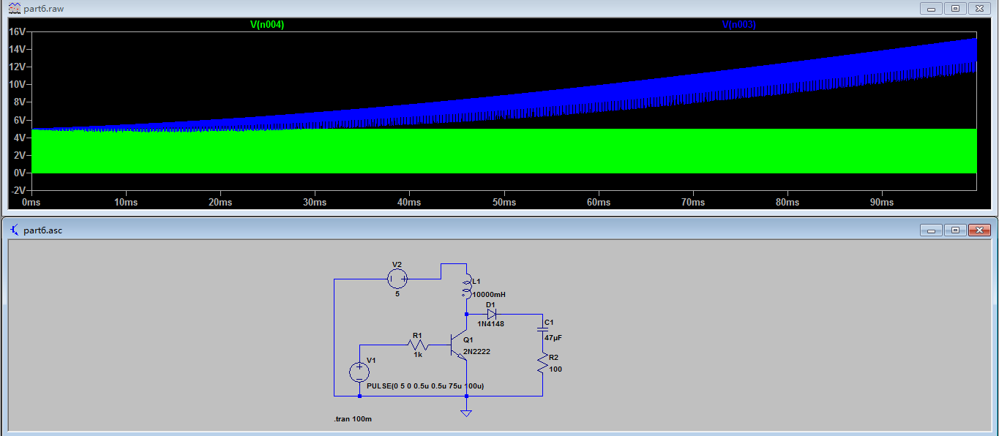 part6.raw
V(n004) V(n003)
16V
14V
12V
10V
8V
6V
4V
2V
0V
-2V
0ms 10ms 20ms 30ms 40ms 50ms 60ms 70ms 80ms 90ms
part6.asc
V2
5
L1
10000mH
D1
1N4148
C1
47µF
R1
1k
Q1
2N2222
R2
100
V1
PULSE(0 5 0 0.5u 0.5u 75u 100u)
.tran 100m